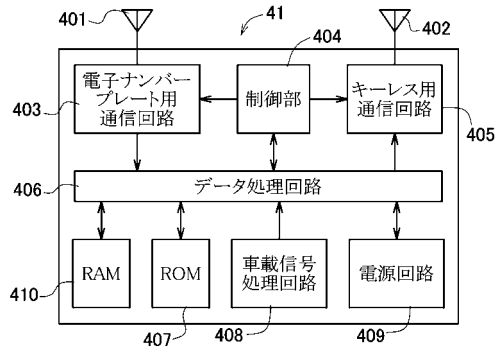 401
41
404
402
電子ナンバー
プレート用
通信回路
制御部
キーレス用
通信回路
403
405
406
データ処理回路
RAM
ROM
車載信号
処理回路
電源回路
410
407
408
409